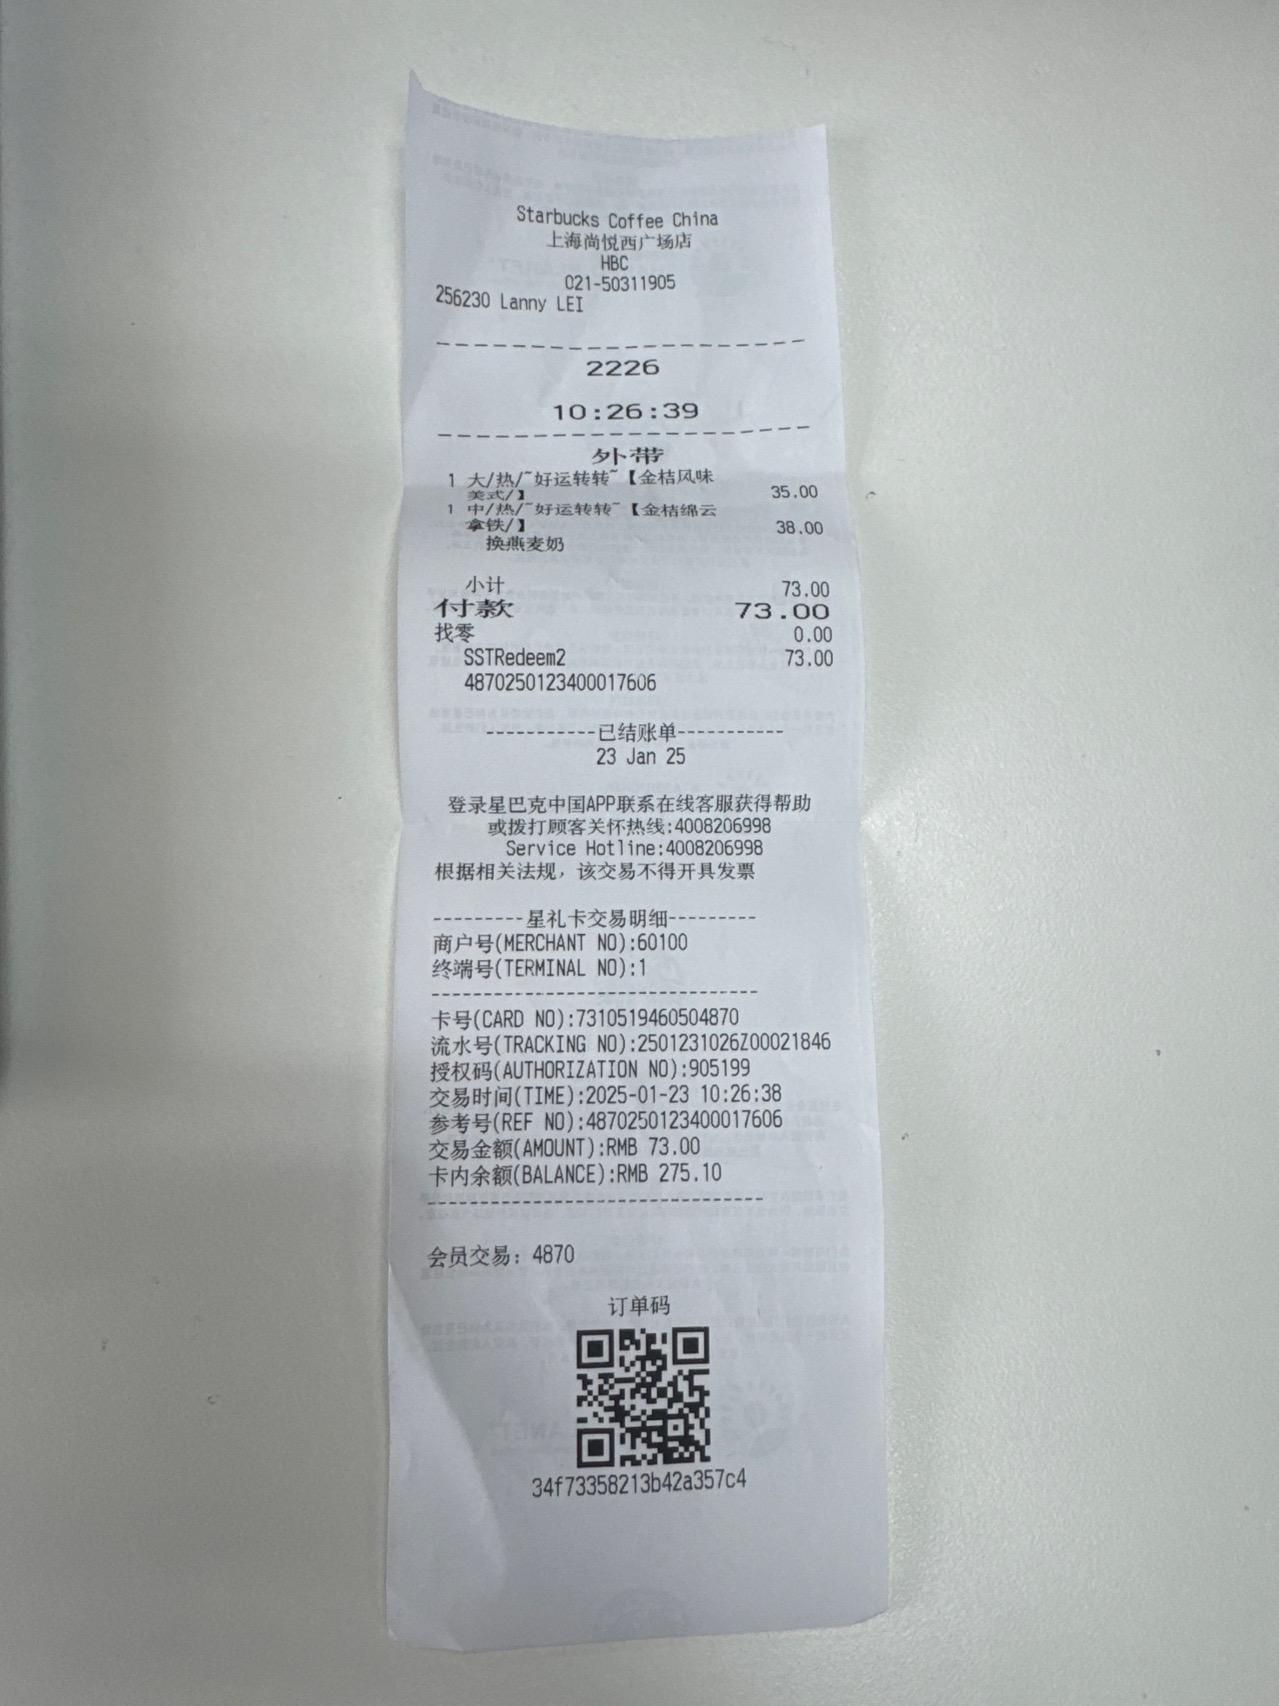 Starbucks Coffee China
上海尚悦西广场店
HBC
021-50311905
256230 Lanny LEI
2226
10:26:39
外带
1 大/热/~好运转转~【金桔风味
美式/】 35.00
1 中/热/~好运转转~【金桔绵云
拿铁/】 38.00
换燕麦奶
小计 73.00
付款 73.00
找零 0.00
SSTRedeem2 73.00
4870250123400017606
-----------已结账单-----------
23 Jan 25
登录星巴克中国APP联系在线客服获得帮助
或拨打顾客关怀热线:4008206998
Service Hotline:4008206998
根据相关法规，该交易不得开具发票
---------星礼卡交易明细---------
商户号(MERCHANT NO):60100
终端号(TERMINAL NO):1
卡号(CARD NO):7310519460504870
流水号(TRACKING NO):2501231026Z00021846
授权码(AUTHORIZATION NO):905199
交易时间(TIME):2025-01-23 10:26:38
参考号(REF NO):4870250123400017606
交易金额(AMOUNT):RMB 73.00
卡内余额(BALANCE):RMB 275.10
会员交易: 4870
订单码
34f73358213b42a357c4